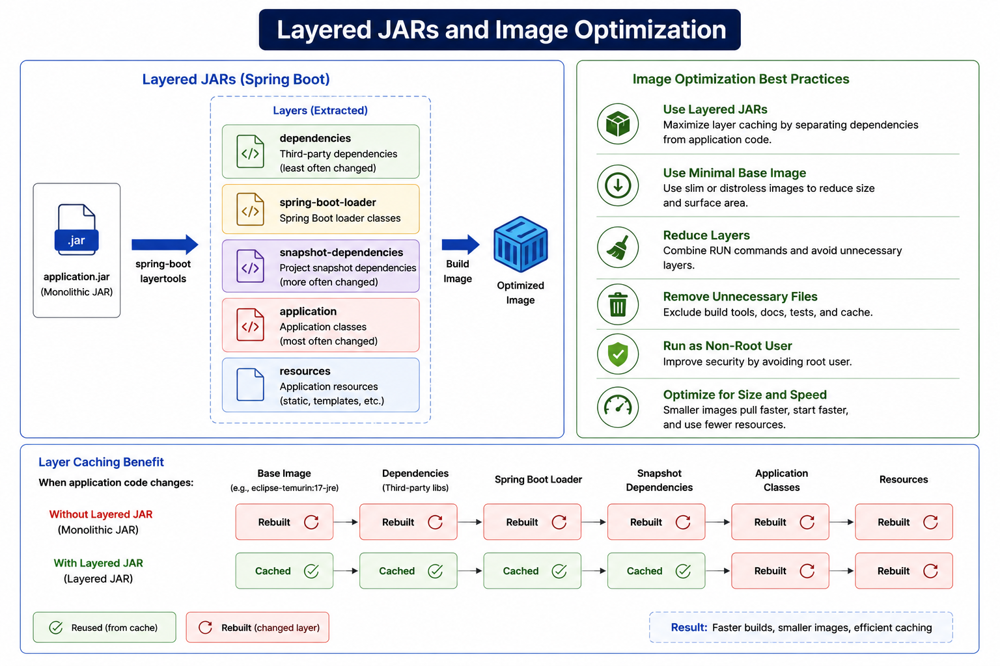 Layered JARs and Image Optimization
Layered JARs (Spring Boot)
.jar
application.jar
(Monolithic JAR)
spring-boot
layertools
Layers (Extracted)
dependencies
Third-party dependencies
(least often changed)
spring-boot-loader
Spring Boot loader classes
snapshot-dependencies
Project snapshot dependencies
(more often changed)
application
Application classes
(most often changed)
resources
Application resources
(static, templates, etc.)
Build
Image
Optimized
Image
Image Optimization Best Practices
Use Layered JARs
Maximize layer caching by separating dependencies
from application code.
Use Minimal Base Image
Use slim or distroless images to reduce size
and surface area.
Reduce Layers
Combine RUN commands and avoid unnecessary
layers.
Remove Unnecessary Files
Exclude build tools, docs, tests, and cache.
Run as Non-Root User
Improve security by avoiding root user.
Optimize for Size and Speed
Smaller images pull faster, start faster,
and use fewer resources.
Layer Caching Benefit
When application code changes:
Base Image
(e.g., eclipse-temurin:17-jre)
Dependencies
(Third-party libs)
Spring Boot Loader
Snapshot
Dependencies
Application
Classes
Resources
Without Layered JAR
(Monolithic JAR)
Rebuilt
Rebuilt
Rebuilt
Rebuilt
Rebuilt
Rebuilt
With Layered JAR
(Layered JAR)
Cached
Cached
Cached
Cached
Rebuilt
Rebuilt
Reused (from cache)
Rebuilt (changed layer)
Result: Faster builds, smaller images, efficient caching